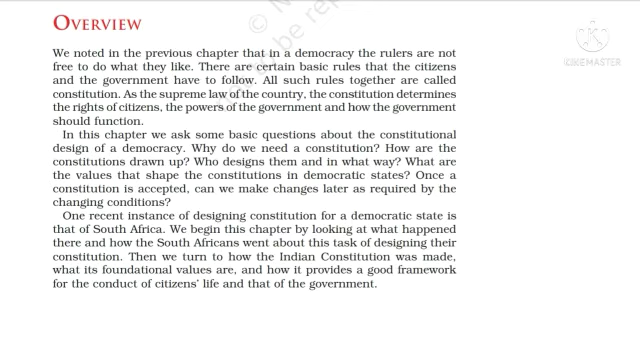 OVERVIEW
We noted in the previous chapter that in a democracy the rulers are not
free to do what they like. There are certain basic rules that the citizens
and the government have to follow. All such rules together are called
constitution. As the supreme law of the country, the constitution determines
the rights of citizens, the powers of the government and how the government
should function.
In this chapter we ask some basic questions about the constitutional
design of a democracy. Why do we need a constitution? How are the
constitutions drawn up? Who designs them and in what way? What are
the values that shape the constitutions in democratic states? Once a
constitution is accepted, can we make changes later as required by the
changing conditions?
One recent instance of designing constitution for a democratic state is
that of South Africa. We begin this chapter by looking at what happened
there and how the South Africans went about this task of designing their
constitution. Then we turn to how the Indian Constitution was made,
what its foundational values are, and how it provides a good framework
for the conduct of citizens' life and that of the government.
KINEMASTER